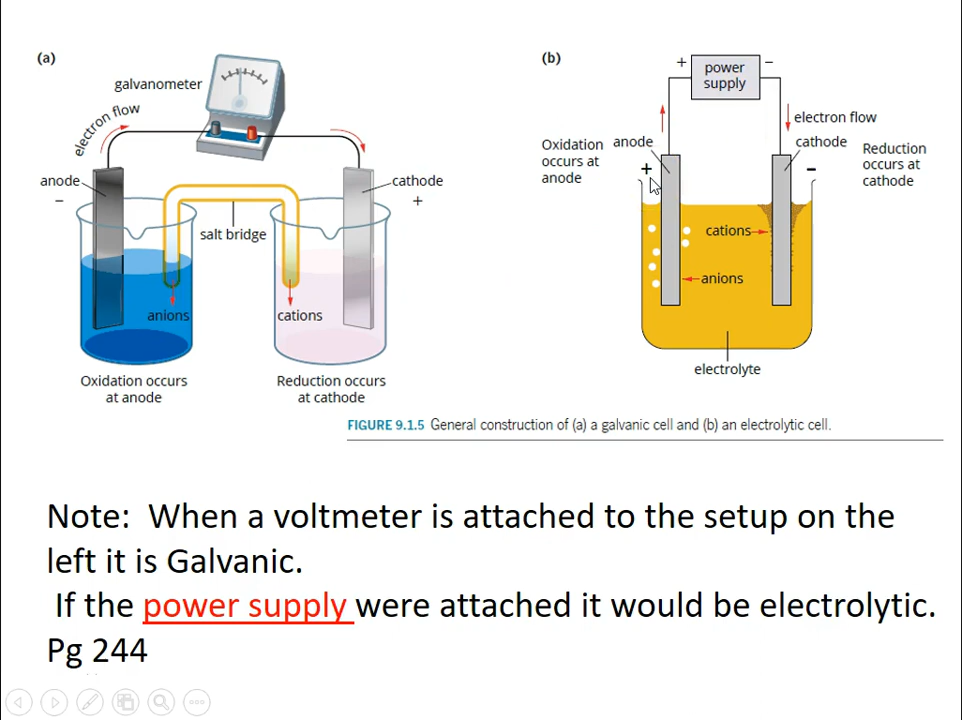 (a)
galvanometer
electron flow
anode
−
cathode
+
salt bridge
anions
cations
Oxidation occurs
at anode
Reduction occurs
at cathode
(b)
+
power
supply
−
electron flow
Oxidation
occurs at
anode
anode
+
cathode
−
Reduction
occurs at
cathode
cations
anions
electrolyte
FIGURE 9.1.5 General construction of (a) a galvanic cell and (b) an electrolytic cell.
Note: When a voltmeter is attached to the setup on the
left it is Galvanic.
If the power supply were attached it would be electrolytic.
Pg 244